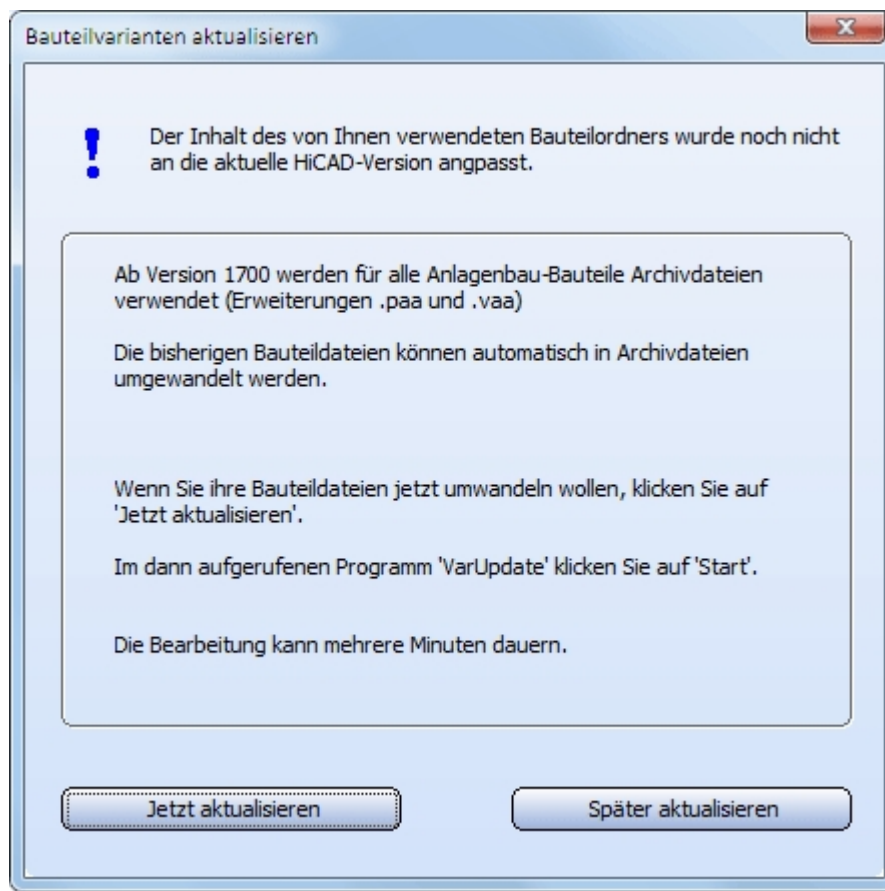 Bauteilvarianten aktualisieren
Der Inhalt des von Ihnen verwendeten Bauteilordners wurde noch nicht
an die aktuelle HiCAD-Version angpasst.
Ab Version 1700 werden für alle Anlagenbau-Bauteile Archivdateien
verwendet (Erweiterungen .paa und .vaa)
Die bisherigen Bauteildateien können automatisch in Archivdateien
umgewandelt werden.
Wenn Sie ihre Bauteildateien jetzt umwandeln wollen, klicken Sie auf
'Jetzt aktualisieren'.
Im dann aufgerufenen Programm 'VarUpdate' klicken Sie auf 'Start'.
Die Bearbeitung kann mehrere Minuten dauern.
Jetzt aktualisieren
Später aktualisieren